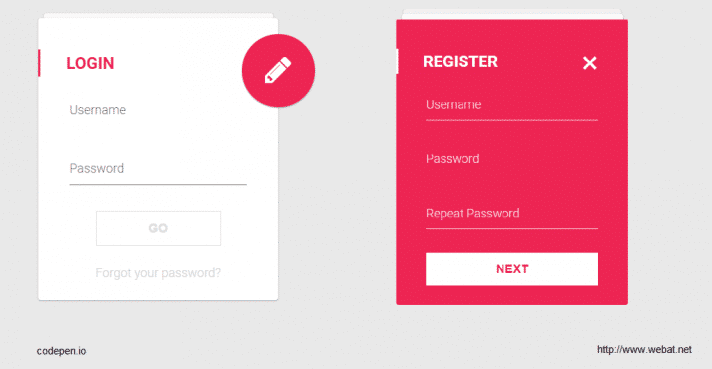 LOGIN
Username
Password
GO
Forgot your password?
REGISTER
Username
Password
Repeat Password
NEXT
codepen.io
http://www.webat.net